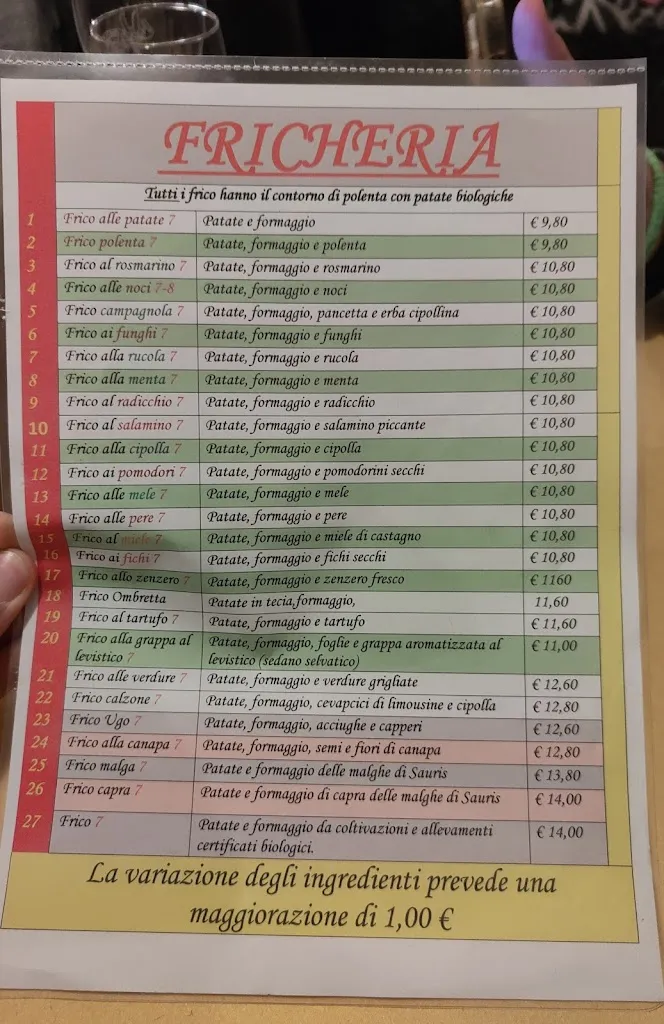 FRICHERIA
Tutti i frico hanno il contorno di polenta con patate biologiche
1 Frico alle patate 7 Patate e formaggio € 9,80
2 Frico polenta 7 Patate, formaggio e polenta € 9,80
3 Frico al rosmarino 7 Patate, formaggio e rosmarino € 10,80
4 Frico alle noci 7-8 Patate, formaggio e noci € 10,80
5 Frico campagnola 7 Patate, formaggio, pancetta e erba cipollina € 10,80
6 Frico ai funghi 7 Patate, formaggio e funghi € 10,80
7 Frico alla rucola 7 Patate, formaggio e rucola € 10,80
8 Frico alla menta 7 Patate, formaggio e menta € 10,80
9 Frico al radicchio 7 Patate, formaggio e radicchio € 10,80
10 Frico al salamino 7 Patate, formaggio e salamino piccante € 10,80
11 Frico alla cipolla 7 Patate, formaggio e cipolla € 10,80
12 Frico ai pomodori 7 Patate, formaggio e pomodorini secchi € 10,80
13 Frico alle mele 7 Patate, formaggio e mele € 10,80
14 Frico alle pere 7 Patate, formaggio e pere € 10,80
15 Frico al miele 7 Patate, formaggio e miele di castagno € 10,80
16 Frico ai fichi 7 Patate, formaggio e fichi secchi € 10,80
17 Frico allo zenzero 7 Patate, formaggio e zenzero fresco € 1160
18 Frico Ombretta Patate in tecia,formaggio, 11,60
19 Frico al tartufo 7 Patate, formaggio e tartufo € 11,60
20 Frico alla grappa al Patate, formaggio, foglie e grappa aromatizzata al € 11,00
levistico 7 levistico (sedano selvatico)
21 Frico alle verdure 7 Patate, formaggio e verdure grigliate € 12,60
22 Frico calzone 7 Patate, formaggio, cevapcici di limousine e cipolla € 12,80
23 Frico Ugo 7 Patate, formaggio, acciughe e capperi € 12,60
24 Frico alla canapa 7 Patate, formaggio, semi e fiori di canapa € 12,80
25 Frico malga 7 Patate e formaggio delle malghe di Sauris € 13,80
26 Frico capra 7 Patate e formaggio di capra delle malghe di Sauris € 14,00
27 Frico 7 Patate e formaggio da coltivazioni e allevamenti € 14,00
certificati biologici.
La variazione degli ingredienti prevede una
maggiorazione di 1,00 €